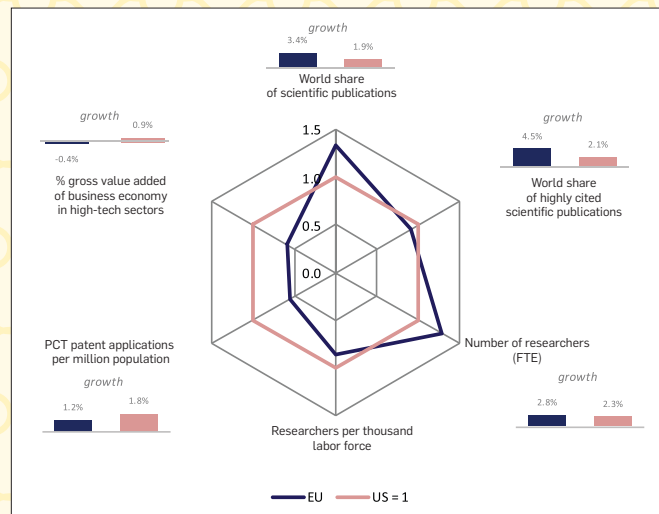 3.4%
1.9%
World share
of scientific publications
growth
0.9%
-0.4%
% gross value added
of business economy
in high-tech sectors
growth
4.5%
2.1%
World share
of highly cited
scientific publications
1.5
1.0
0.5
0.0
PCT patent applications
per million population
growth
1.2%
1.8%
Number of researchers
(FTE)
growth
2.8%
2.3%
Researchers per thousand
labor force
EU
US = 1